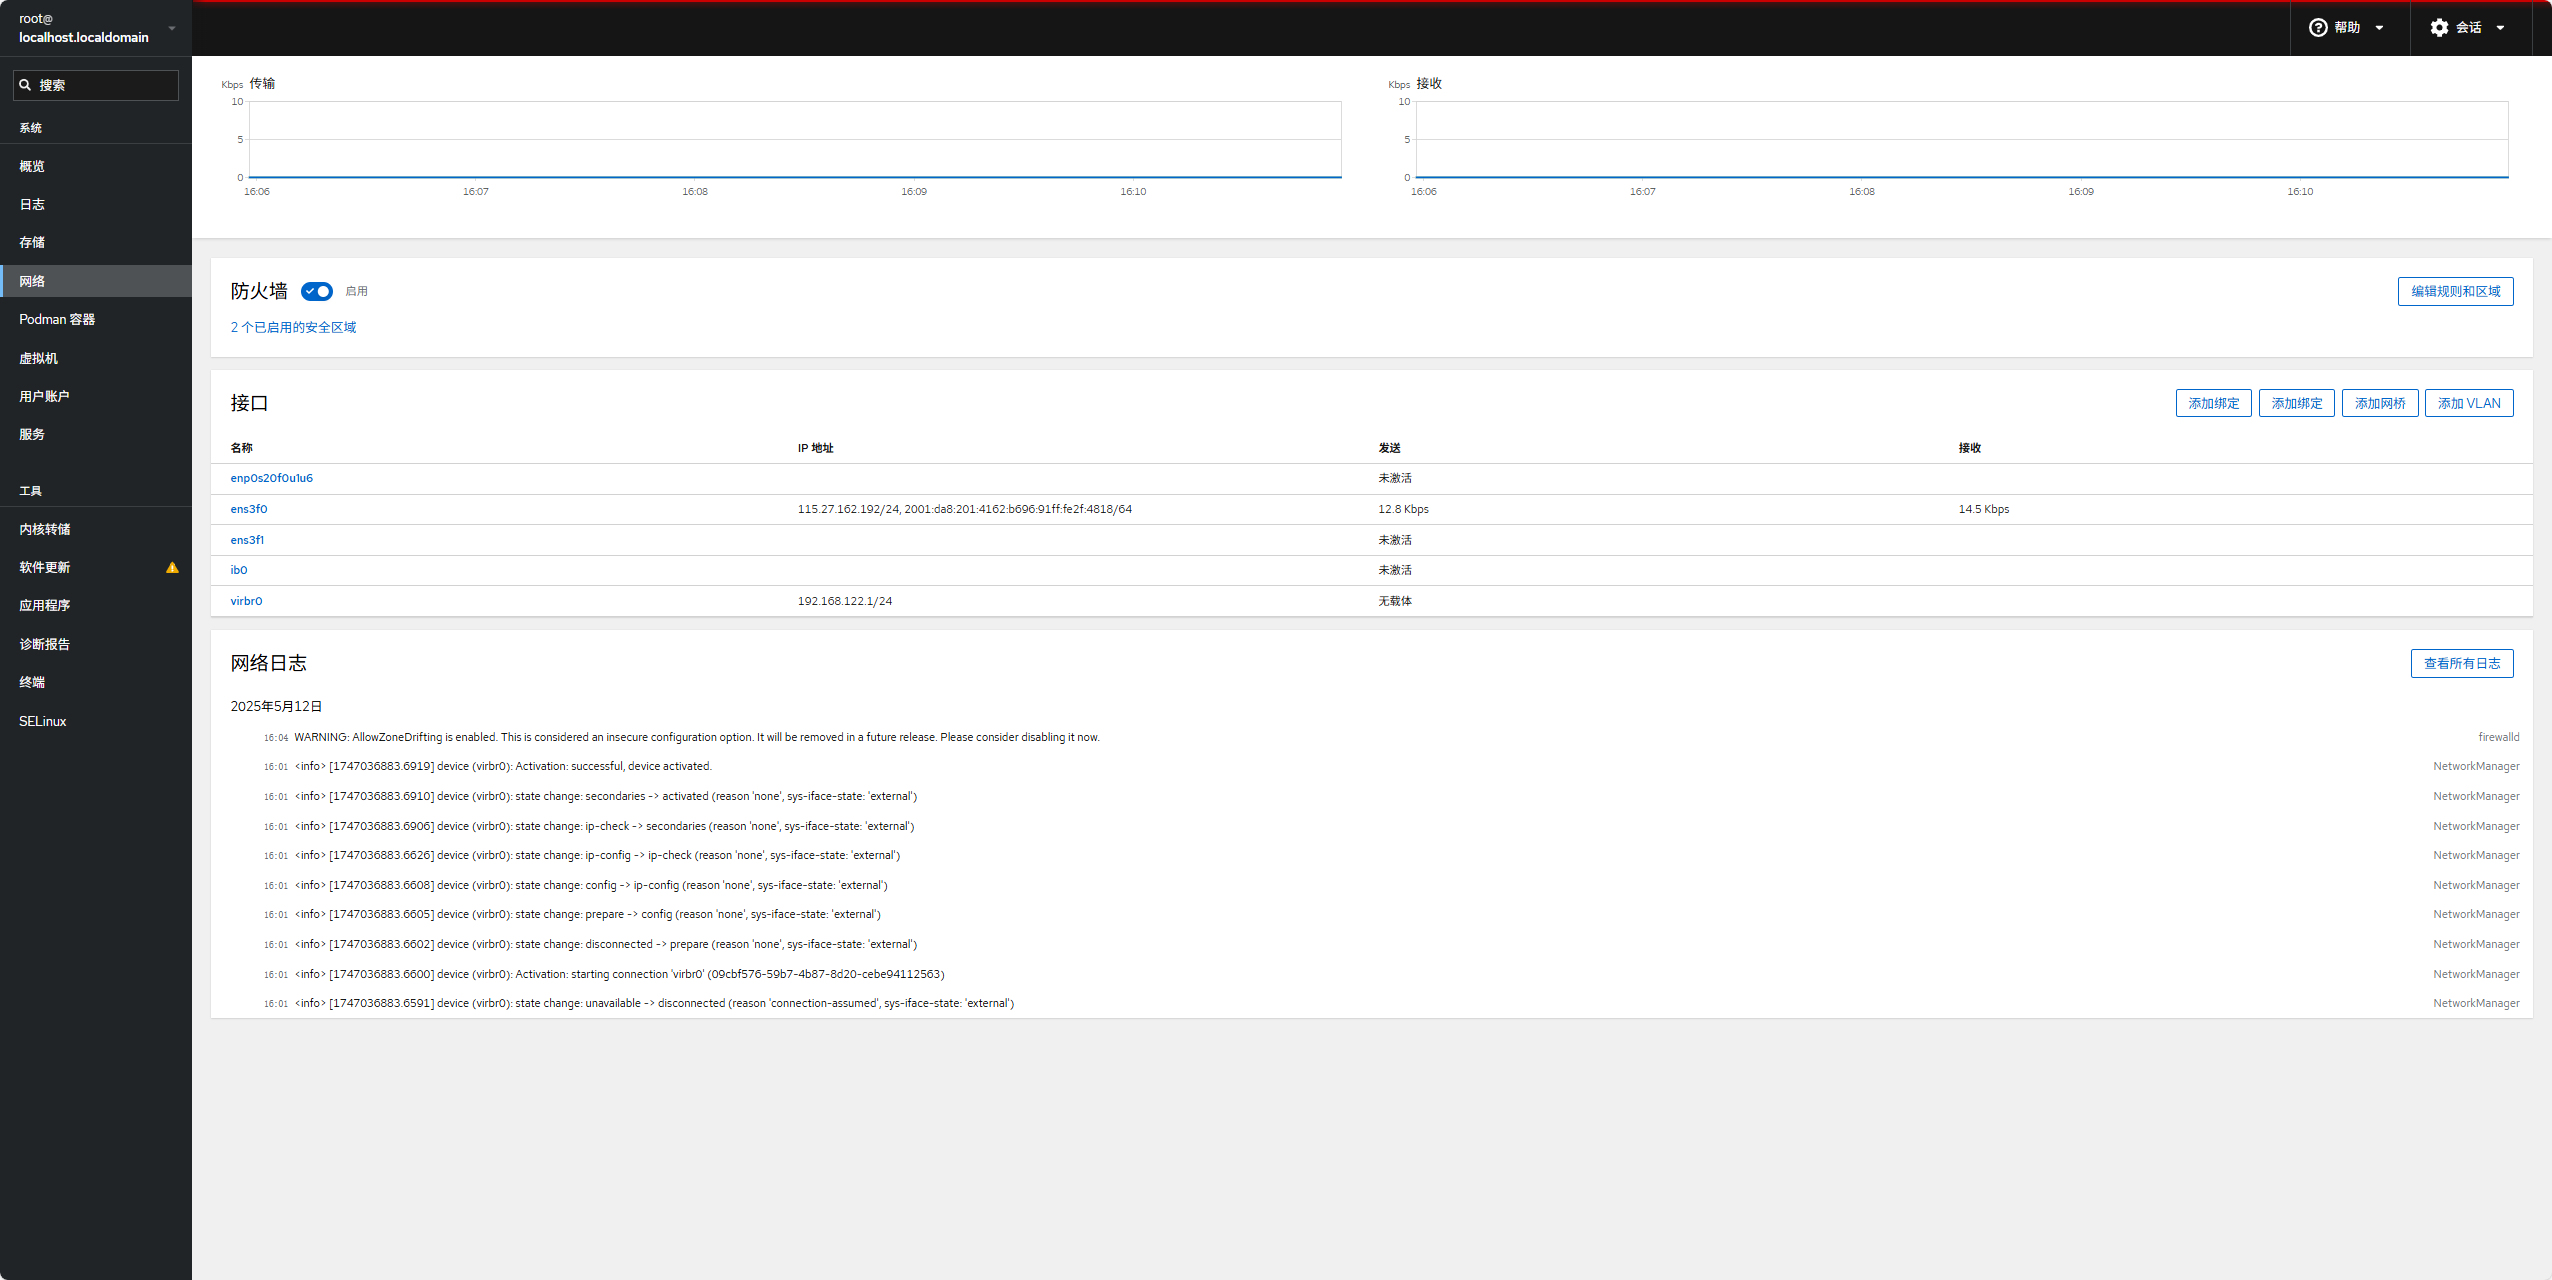 root@
localhost.localdomain
帮助
会话
搜索
系统
概览
日志
存储
网络
Podman 容器
虚拟机
用户账户
服务
工具
内核转储
软件更新
应用程序
诊断报告
终端
SELinux
Kbps 传输
10
5
0
16:06 16:07 16:08 16:09 16:10
Kbps 接收
10
5
0
16:06 16:07 16:08 16:09 16:10
防火墙 启用
编辑规则和区域
2 个已启用的安全区域
接口
添加绑定 添加绑定 添加网桥 添加 VLAN
名称 IP 地址 发送 接收
enp0s20f0u1u6 未激活
ens3f0 115.27.162.192/24, 2001:da8:201:4162:b696:91ff:fe2f:4818/64 12.8 Kbps 14.5 Kbps
ens3f1 未激活
ib0 未激活
virbr0 192.168.122.1/24 无载体
网络日志
查看所有日志
2025年5月12日
16:04 WARNING: AllowZoneDrifting is enabled. This is considered an insecure configuration option. It will be removed in a future release. Please consider disabling it now. firewalld
16:01 <info> [1747036883.6919] device (virbr0): Activation: successful, device activated. NetworkManager
16:01 <info> [1747036883.6910] device (virbr0): state change: secondaries -> activated (reason 'none', sys-iface-state: 'external') NetworkManager
16:01 <info> [1747036883.6906] device (virbr0): state change: ip-check -> secondaries (reason 'none', sys-iface-state: 'external') NetworkManager
16:01 <info> [1747036883.6626] device (virbr0): state change: ip-config -> ip-check (reason 'none', sys-iface-state: 'external') NetworkManager
16:01 <info> [1747036883.6608] device (virbr0): state change: config -> ip-config (reason 'none', sys-iface-state: 'external') NetworkManager
16:01 <info> [1747036883.6605] device (virbr0): state change: prepare -> config (reason 'none', sys-iface-state: 'external') NetworkManager
16:01 <info> [1747036883.6602] device (virbr0): state change: disconnected -> prepare (reason 'none', sys-iface-state: 'external') NetworkManager
16:01 <info> [1747036883.6600] device (virbr0): Activation: starting connection 'virbr0' (09cbf576-59b7-4b87-8d20-cebe94112563) NetworkManager
16:01 <info> [1747036883.6591] device (virbr0): state change: unavailable -> disconnected (reason 'connection-assumed', sys-iface-state: 'external') NetworkManager